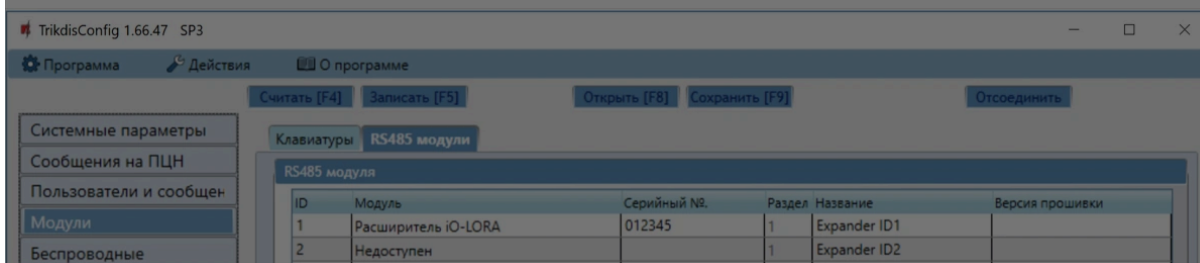 TrikdisConfig 1.66.47 SP3
Программа Действия О программе
Считать [F4] Записать [F5] Открыть [F8] Сохранить [F9] Отсоединить
Системные параметры
Клавиатуры RS485 модули
Сообщения на ПЦН
RS485 модуля
Пользователи и сообщен
ID Модуль Серийный №. Раздел Название Версия прошивки
Модули
1 Расширитель iO-LORA 012345 1 Expander ID1
Беспроводные
2 Недоступен 1 Expander ID2